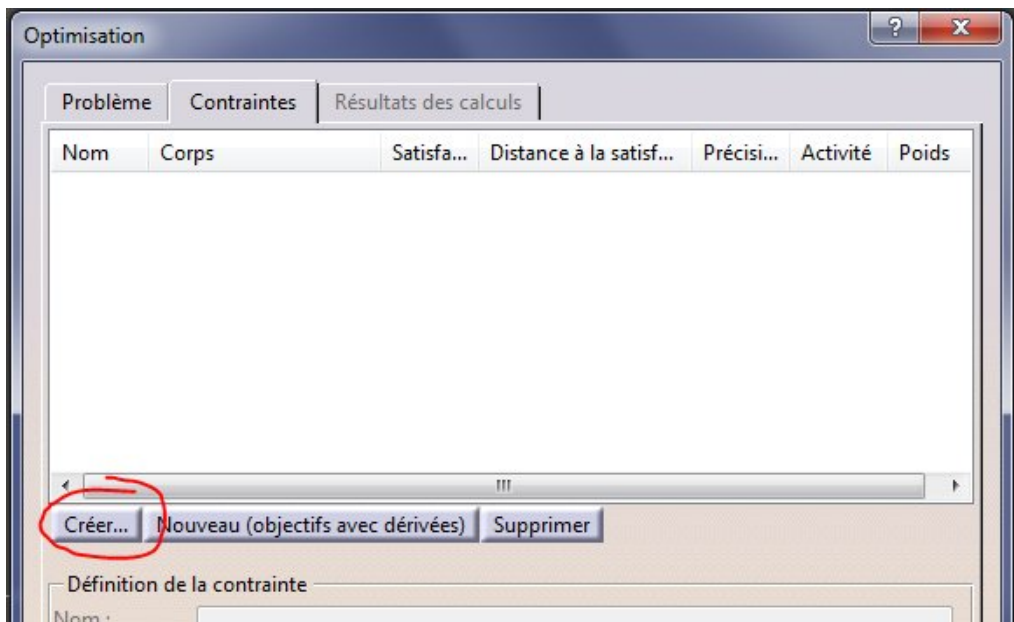 Optimisation
Problème Contraintes Résultats des calculs
Nom Corps Satisfa... Distance à la satisf... Précisi... Activité Poids
Créer... Nouveau (objectifs avec dérivées) Supprimer
Définition de la contrainte
Nom :